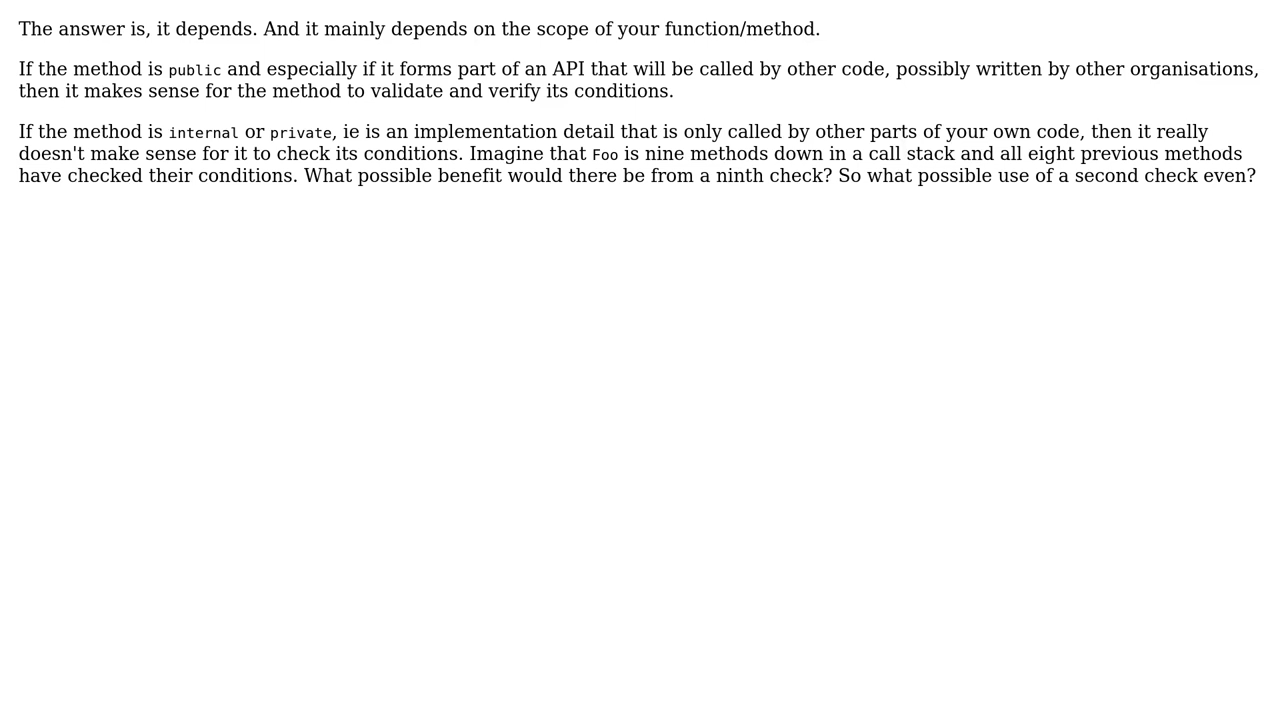 The answer is, it depends. And it mainly depends on the scope of your function/method.
If the method is public and especially if it forms part of an API that will be called by other code, possibly written by other organisations,
then it makes sense for the method to validate and verify its conditions.
If the method is internal or private, ie is an implementation detail that is only called by other parts of your own code, then it really
doesn't make sense for it to check its conditions. Imagine that Foo is nine methods down in a call stack and all eight previous methods
have checked their conditions. What possible benefit would there be from a ninth check? So what possible use of a second check even?